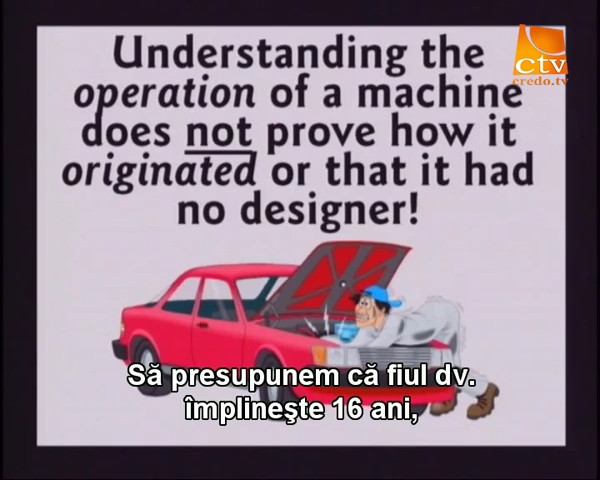 Understanding the
operation of a machine
does not prove how it
originated or that it had
no designer!
ctv
credo.tv
Să presupunem că fiul dv.
împlineşte 16 ani,